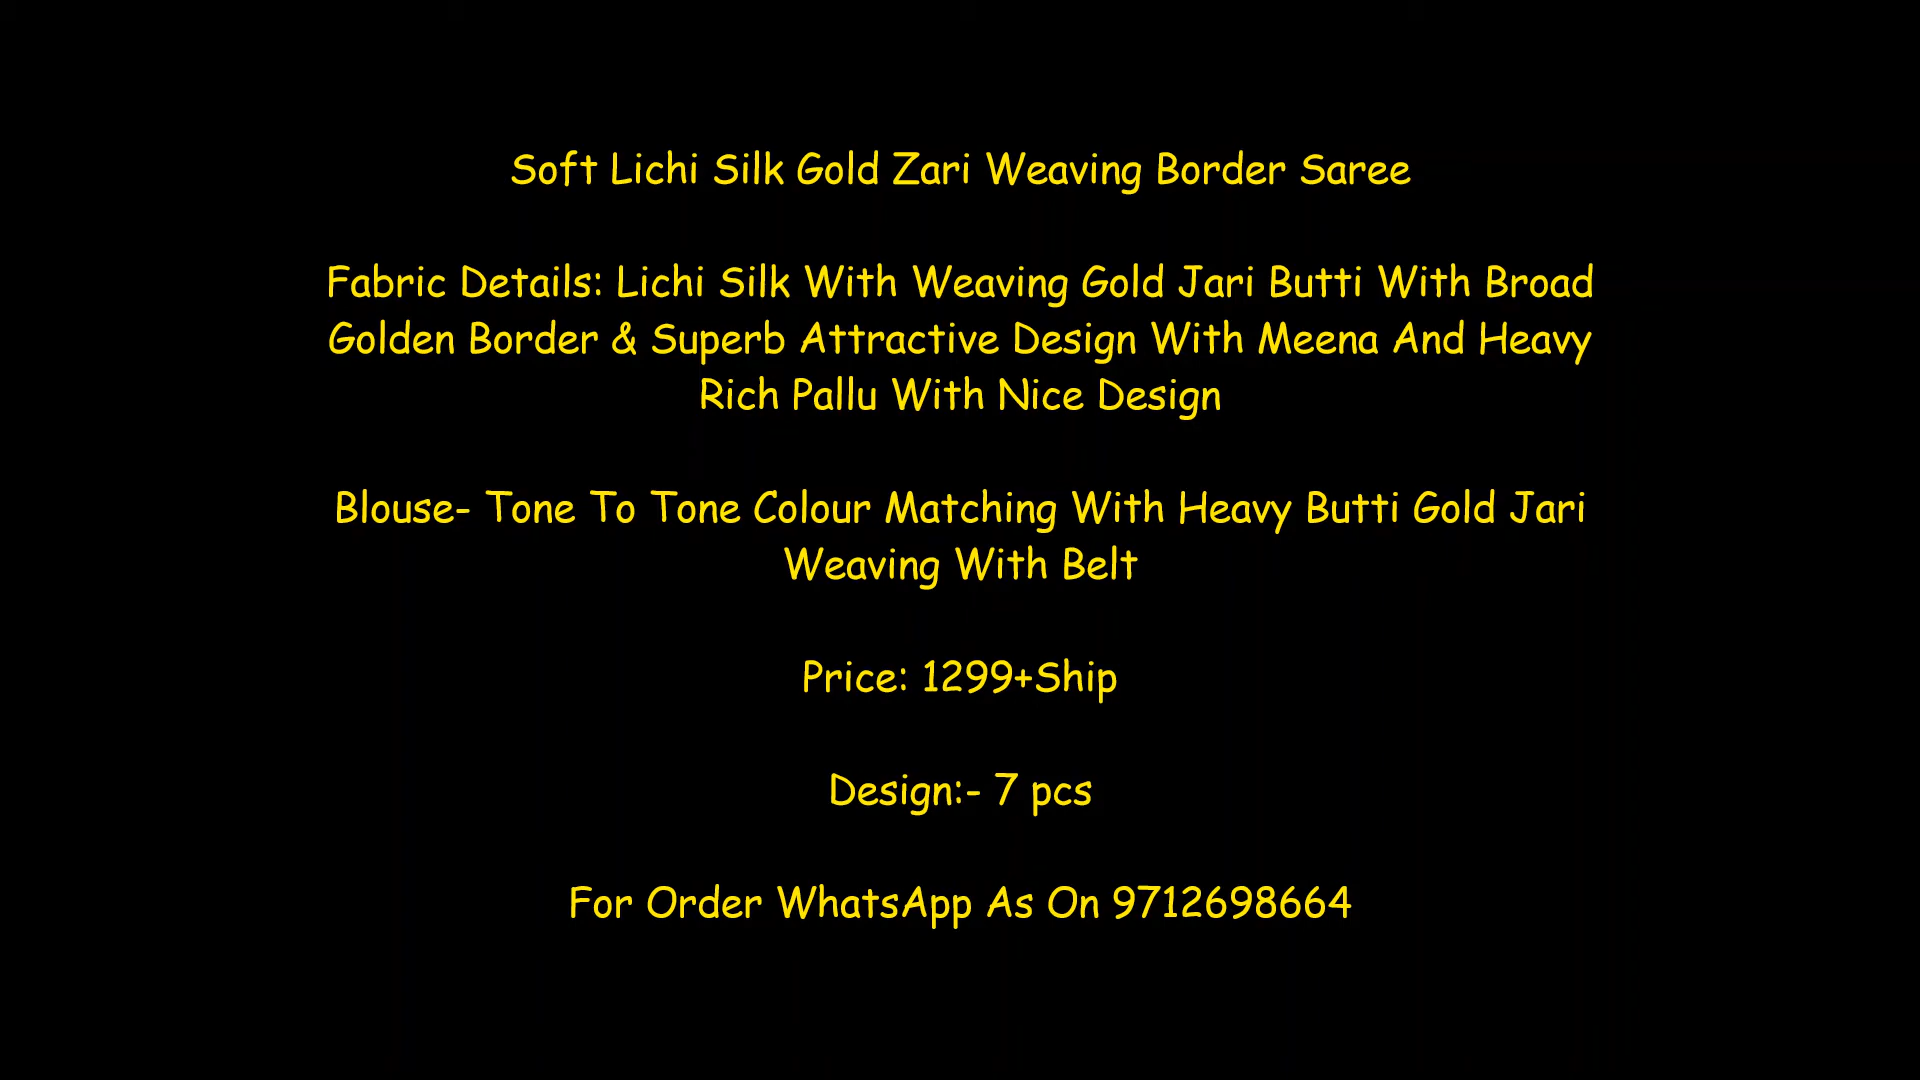 Soft Lichi Silk Gold Zari Weaving Border Saree
Fabric Details: Lichi Silk With Weaving Gold Jari Butti With Broad
Golden Border & Superb Attractive Design With Meena And Heavy
Rich Pallu With Nice Design
Blouse- Tone To Tone Colour Matching With Heavy Butti Gold Jari
Weaving With Belt
Price: 1299+Ship
Design:- 7 pcs
For Order WhatsApp As On 9712698664